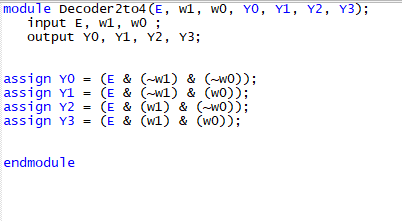 module Decoder2to4(E, w1, w0, Y0, Y1, Y2, Y3);
input E, w1, w0 ;
output Y0, Y1, Y2, Y3;
assign Y0 = (E & (~w1) & (~w0));
assign Y1 = (E & (~w1) & (w0));
assign Y2 = (E & (w1) & (~w0));
assign Y3 = (E & (w1) & (w0));
endmodule